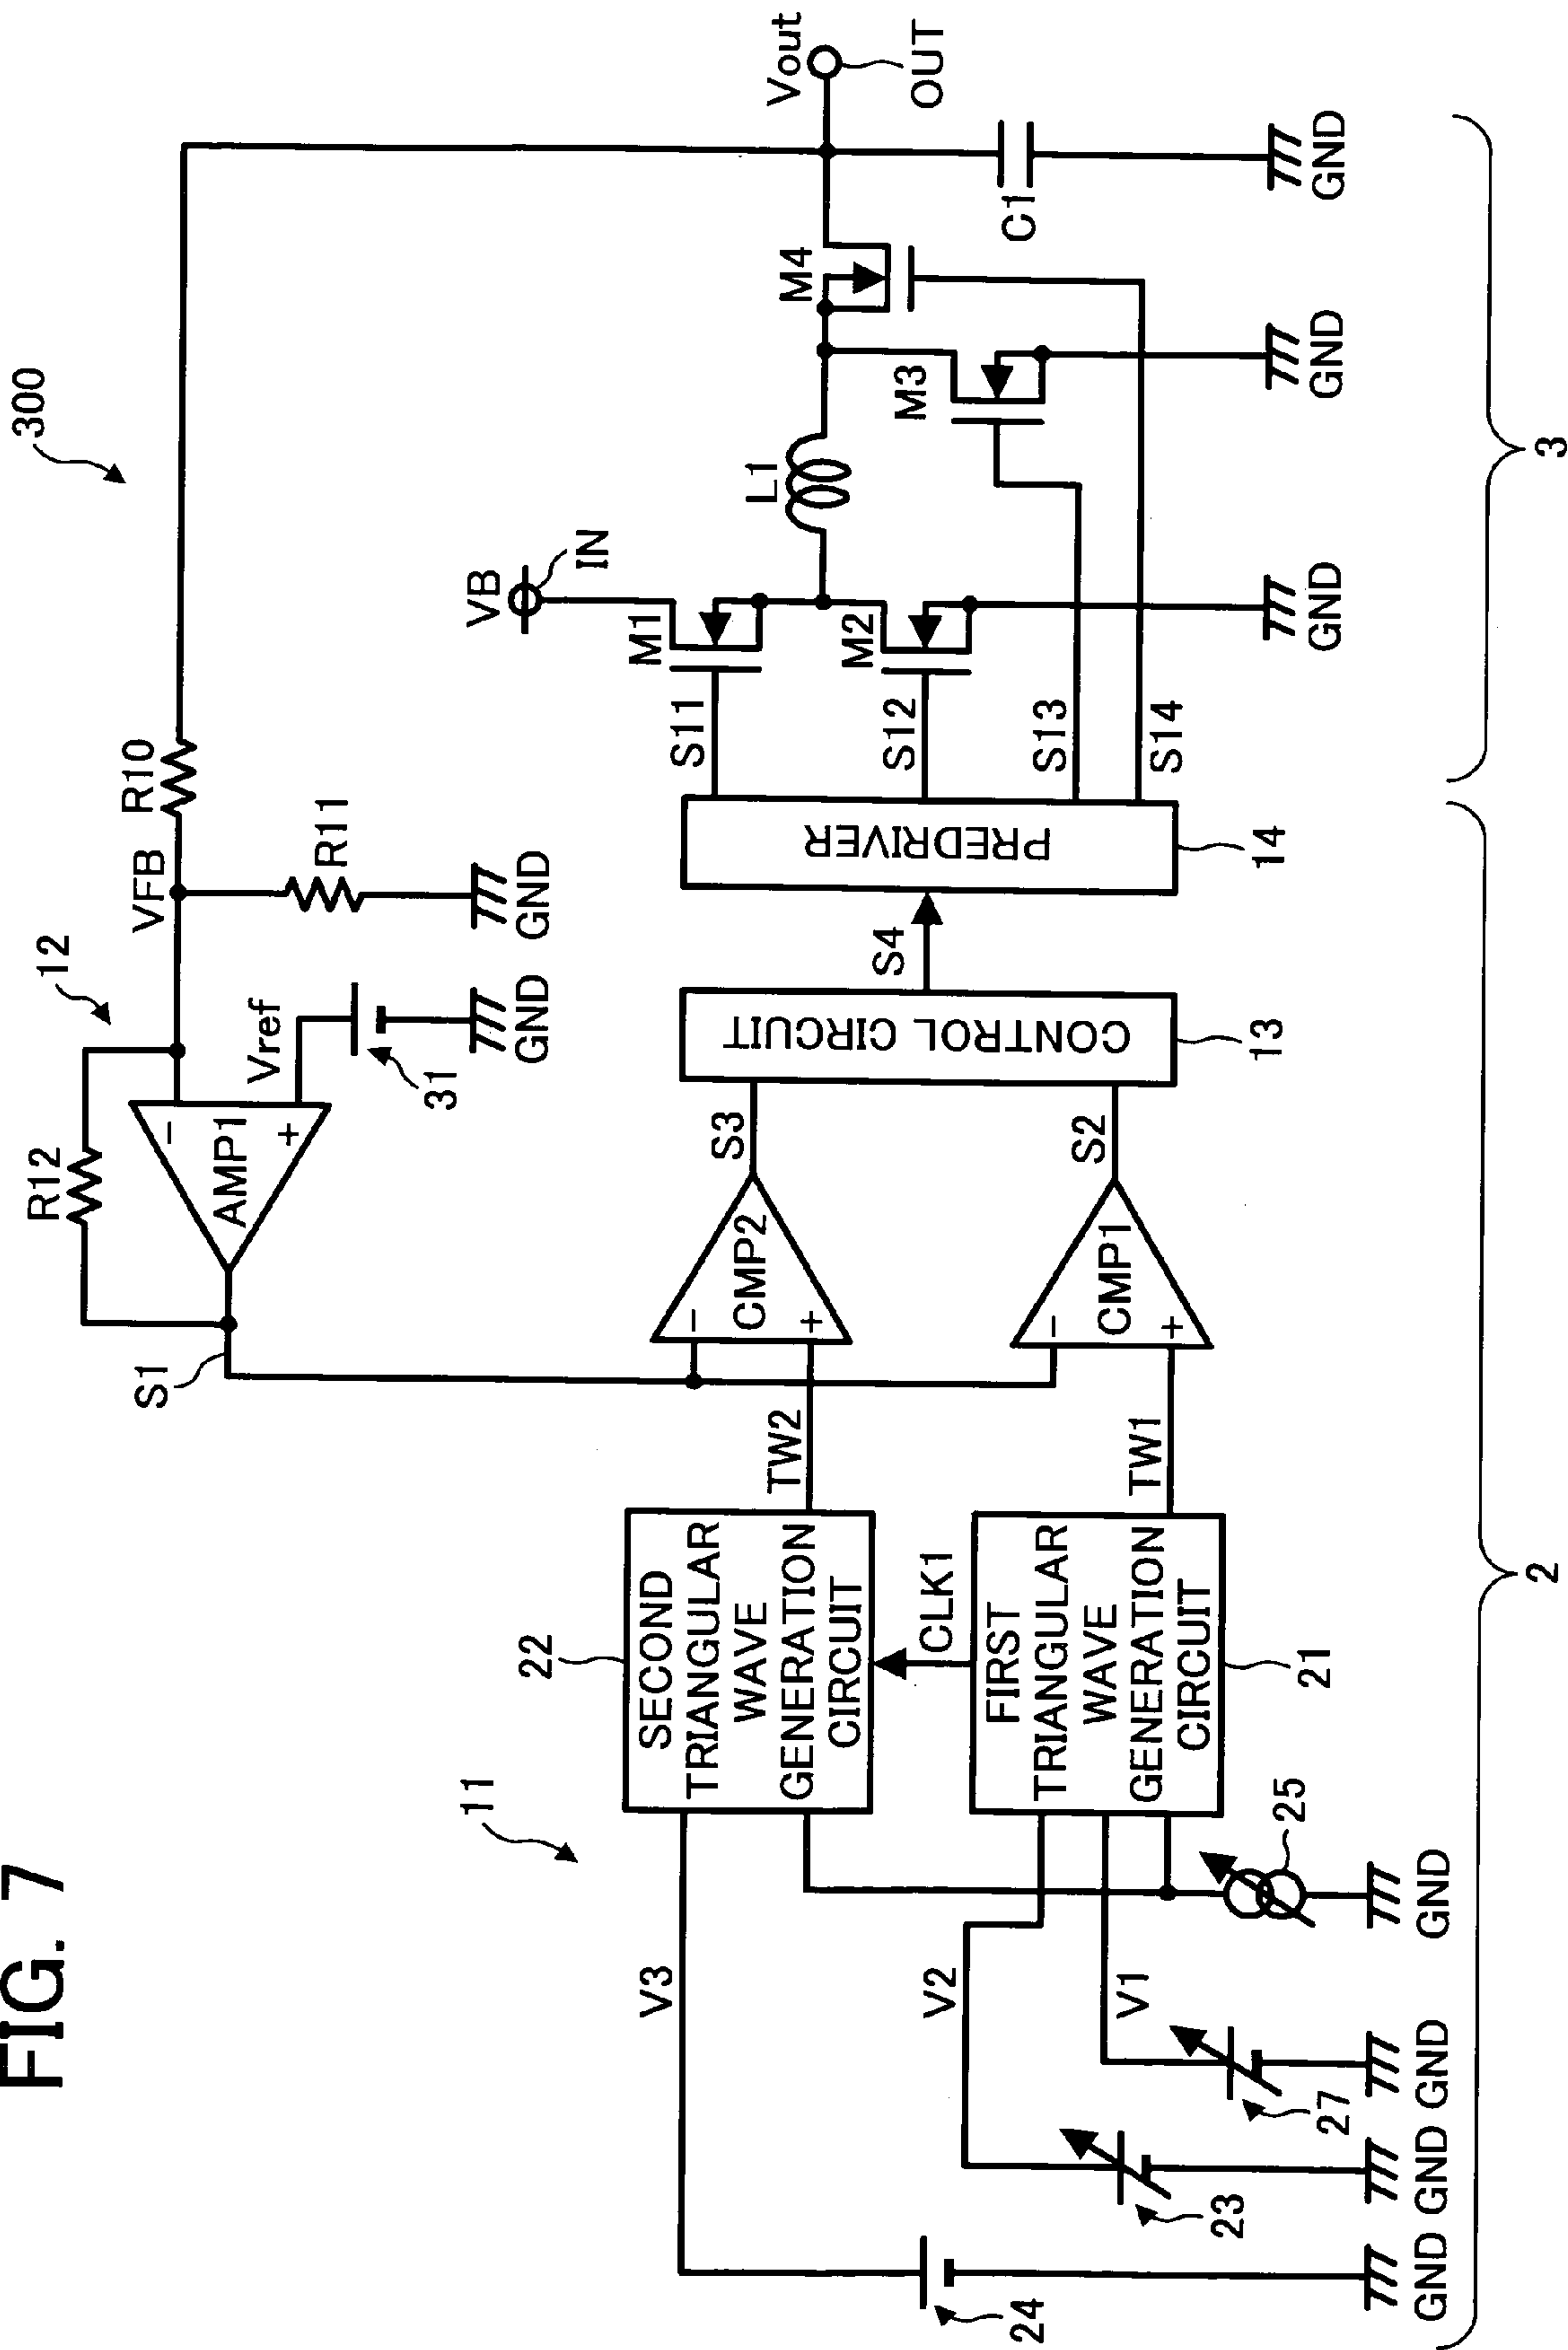 FIG. 7
300
12
R12
R10
VFB
R11
GND
AMP1
-
+
Vref
31
GND
S1
VB
IN
M1
M2
L1
M3
M4
Vout
OUT
C1
GND
GND
GND
11
22
SECOND
TRIANGULAR
WAVE
GENERATION
CIRCUIT
TW2
CMP2
-
+
S3
CLK1
FIRST
TRIANGULAR
WAVE
GENERATION
CIRCUIT
21
TW1
CMP1
-
+
S2
CONTROL CIRCUIT
13
S4
PREDRIVER
14
S11
S12
S13
S14
V3
V2
V1
24
23
27
25
GND
GND
GND
GND
2
3